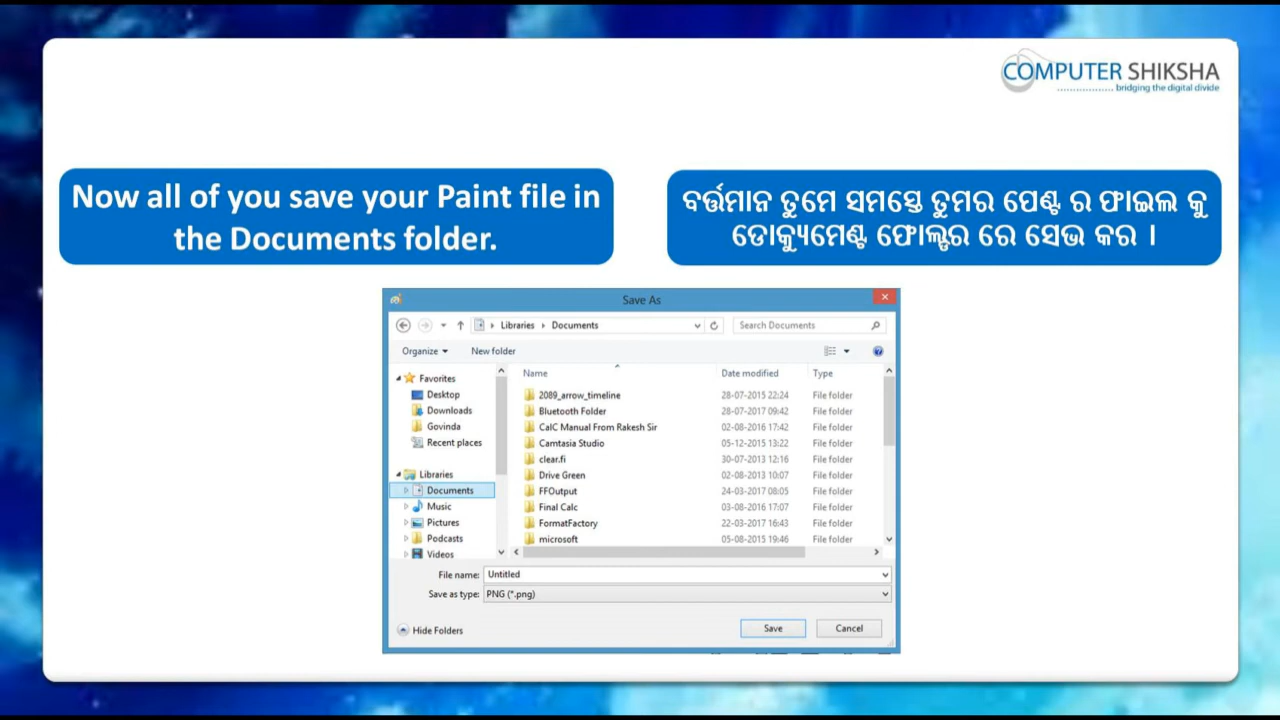 COMPUTER SHIKSHA
bridging the digital divide
Now all of you save your Paint file in
the Documents folder.
ବର୍ତ୍ତମାନ ତୁମେ ସମସ୍ତେ ତୁମର ପେଣ୍ଟ ର ଫାଇଲ କୁ
ଡୋକ୍ୟୁମେଣ୍ଟ ଫୋଲ୍ଡର ରେ ସେଭ କର ।
Save As
Libraries Documents
Search Documents
Organize New folder
Name Date modified Type
Favorites
Desktop
Downloads
Govinda
Recent places
Libraries
Documents
Music
Pictures
Podcasts
Videos
2089_arrow_timeline 28-07-2015 22:24 File folder
Bluetooth Folder 28-07-2017 09:42 File folder
CalC Manual From Rakesh Sir 02-08-2016 17:42 File folder
Camtasia Studio 05-12-2015 13:22 File folder
clear.fi 30-07-2013 12:16 File folder
Drive Green 02-08-2013 10:07 File folder
FFOutput 24-03-2017 08:05 File folder
Final Calc 03-08-2016 17:07 File folder
FormatFactory 22-03-2017 16:43 File folder
microsoft 05-08-2015 19:46 File folder
File name: Untitled
Save as type: PNG (*.png)
Hide Folders
Save Cancel